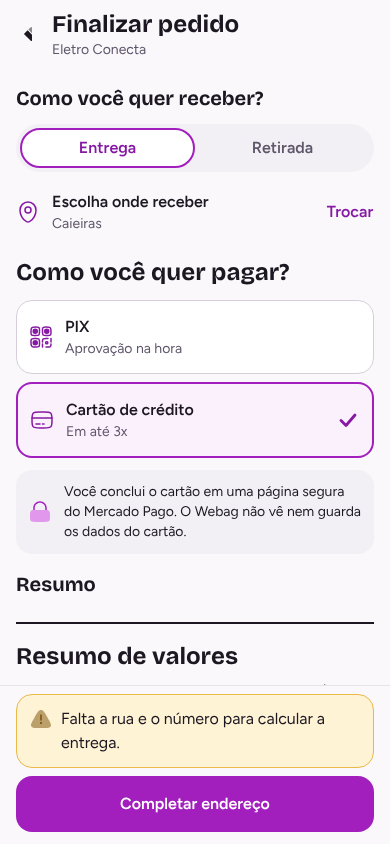 Finalizar pedido
Eletro Conecta
Como você quer receber?
Entrega
Retirada
Escolha onde receber
Trocar
Caieiras
Como você quer pagar?
PIX
Aprovação na hora
Cartão de crédito
Em até 3x
Você conclui o cartão em uma página segura
do Mercado Pago. O Webag não vê nem guarda
os dados do cartão.
Resumo
Resumo de valores
Falta a rua e o número para calcular a
entrega.
Completar endereço